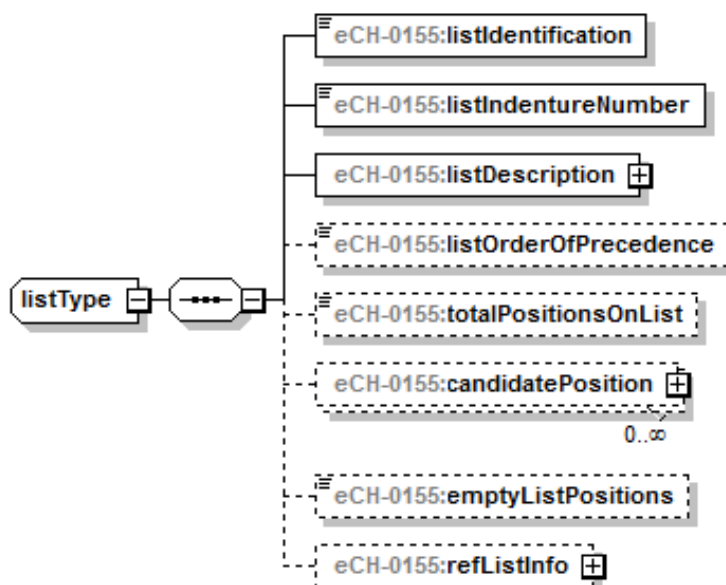 eCH-0155:listIdentification
eCH-0155:listIndentureNumber
eCH-0155:listDescription
eCH-0155:listOrderOfPrecedence
listType
eCH-0155:totalPositionsOnList
eCH-0155:candidatePosition
0..∞
eCH-0155:emptyListPositions
eCH-0155:refListInfo